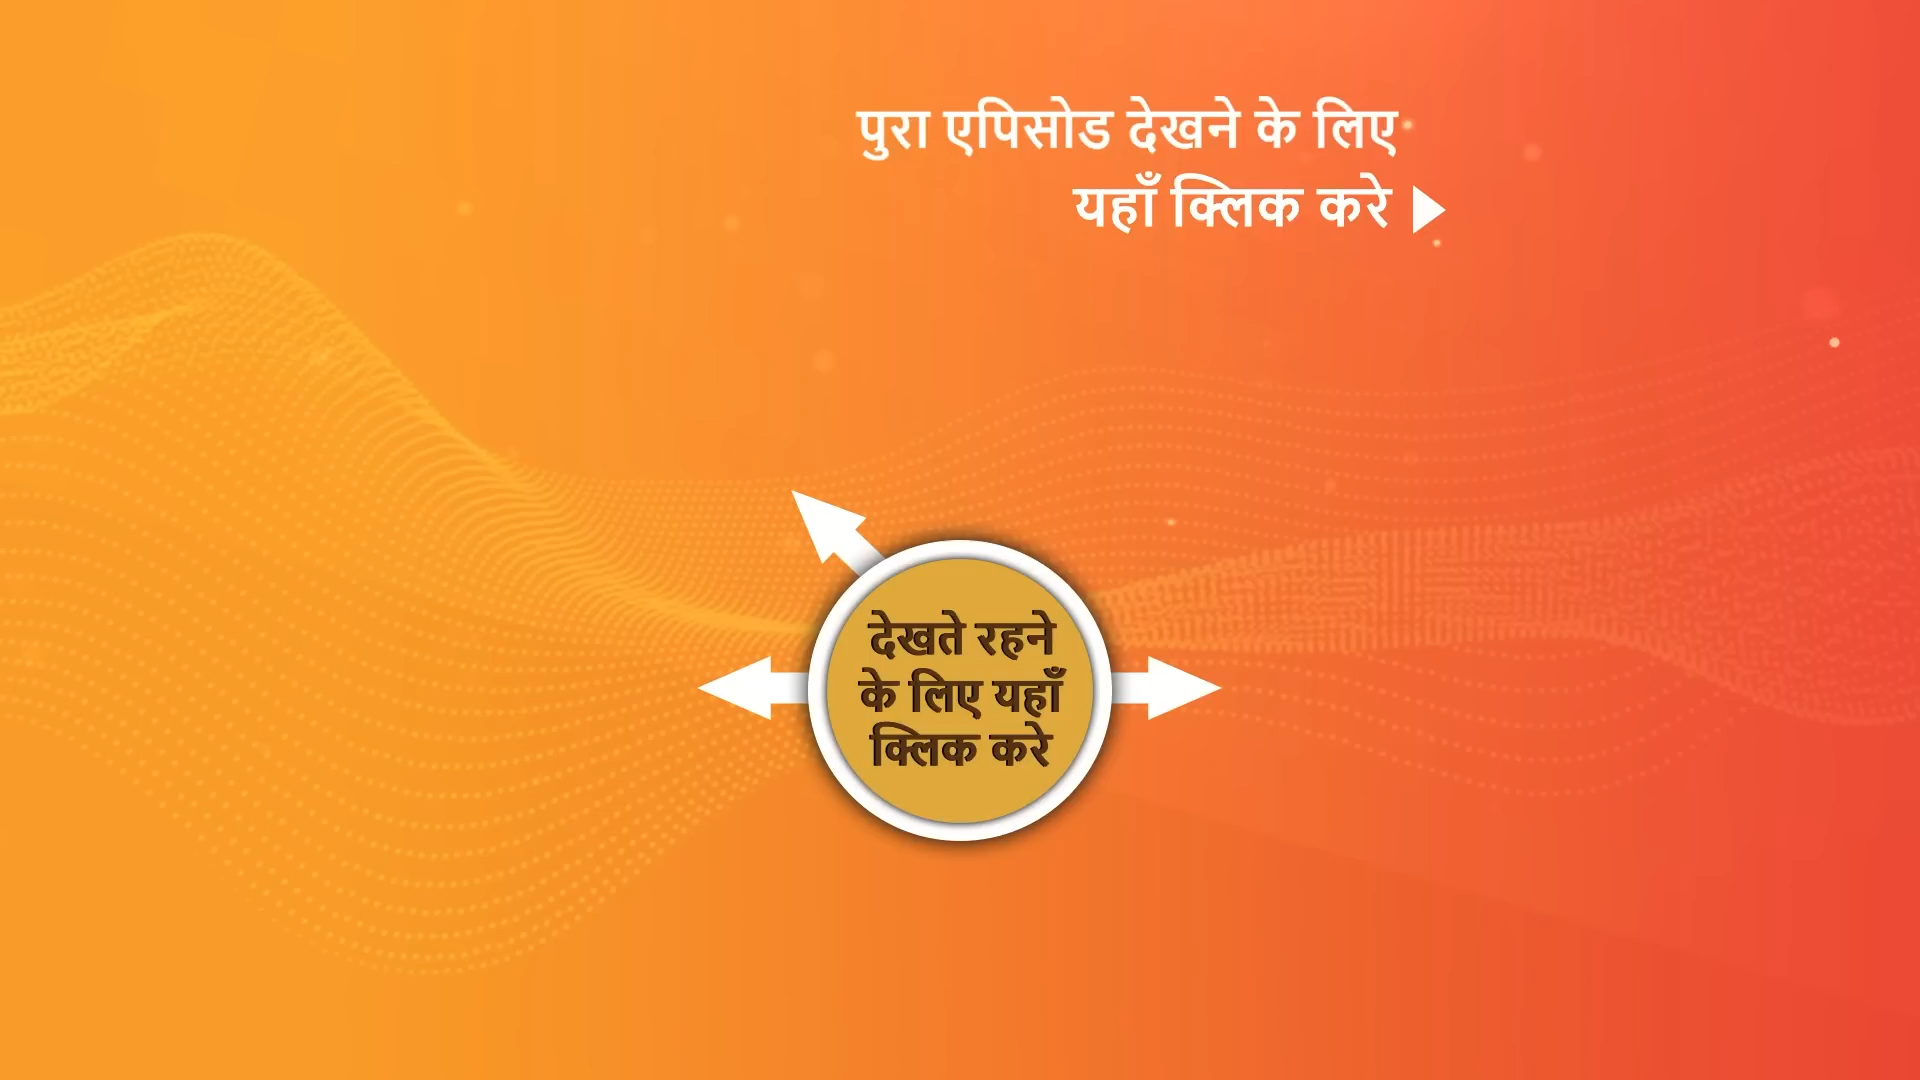 पुरा एपिसोड देखने के लिए
यहाँ क्लिक करे
देखते रहने
के लिए यहाँ
क्लिक करे